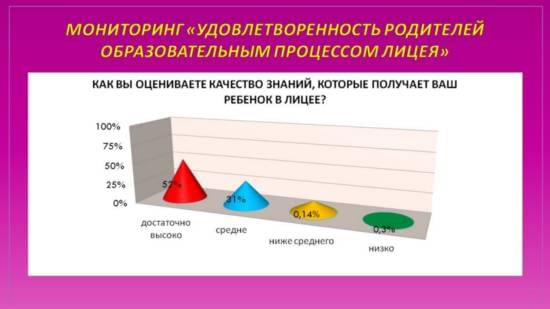 МОНИТОРИНГ «УДОВЛЕТВОРЕННОСТЬ РОДИТЕЛЕЙ
ОБРАЗОВАТЕЛЬНЫМ ПРОЦЕССОМ ЛИЦЕЯ»
КАК ВЫ ОЦЕНИВАЕТЕ КАЧЕСТВО ЗНАНИЙ, КОТОРЫЕ ПОЛУЧАЕТ ВАШ
РЕБЕНОК В ЛИЦЕЕ?
100%
75%
50%
25%
0%
52%
31%
0,14%
0,3%
достаточно
высоко
средне
ниже среднего
низко